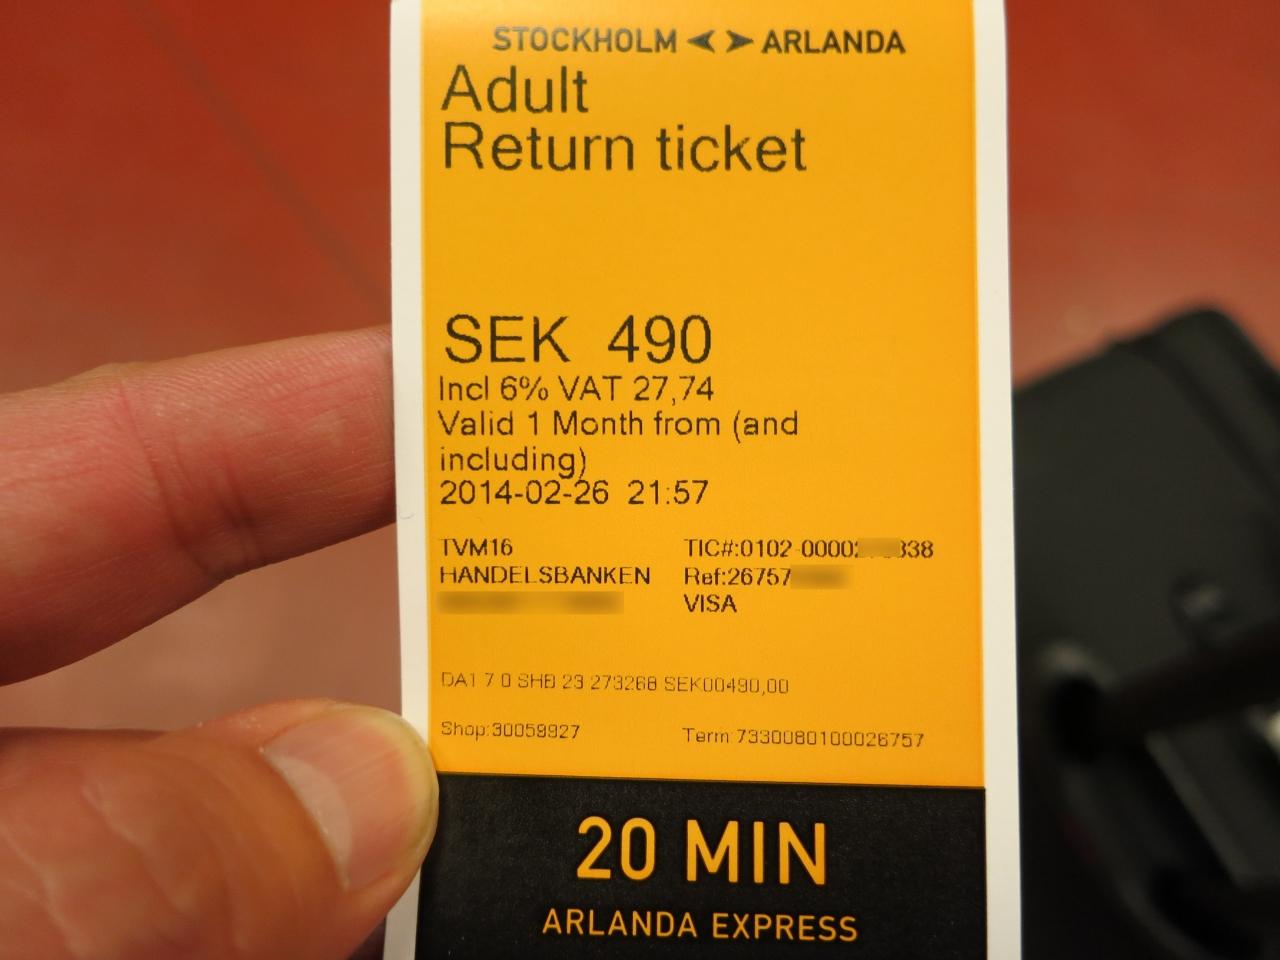 STOCKHOLM ARLANDA
Adult
Return ticket
SEK 490
Incl 6% VAT 27,74
Valid 1 Month from (and
including)
2014-02-26 21:57
TVM16 TIC#:0102-0000 338
HANDELSBANKEN Ref:26757
VISA
DA1 7 0 SHB 23 273268 SEK00490,00
Shop:30059927 Term:7330080100026757
20 MIN
ARLANDA EXPRESS